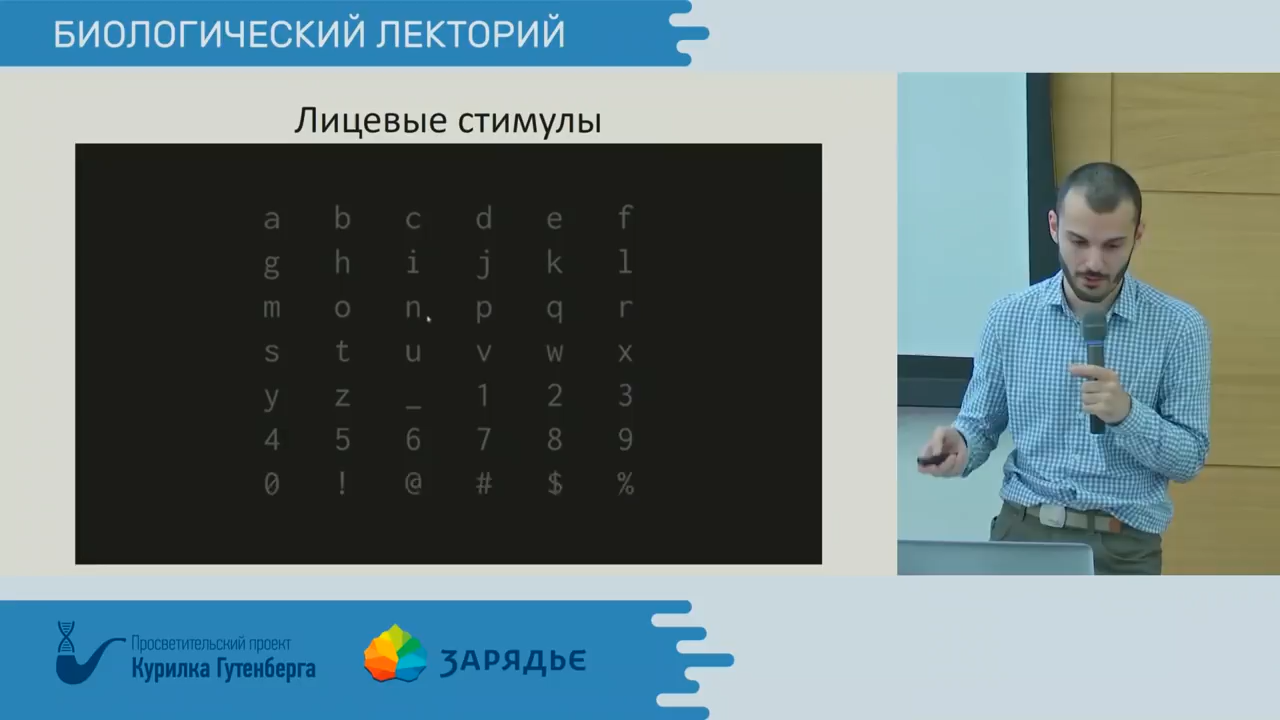 БИОЛОГИЧЕСКИЙ ЛЕКТОРИЙ
Лицевые стимулы
a b c d e f
g h i j k l
m o n p q r
s t u v w x
y z _ 1 2 3
4 5 6 7 8 9
0 ! @ # $ %
Просветительский проект
Курилка Гутенберга
ЗАРЯДЬЕ